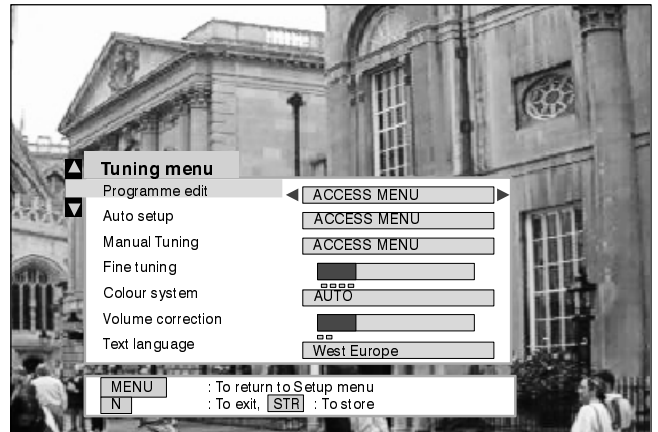 Tuning menu
Programme edit ACCESS MENU
Auto setup ACCESS MENU
Manual Tuning ACCESS MENU
Fine tuning
Colour system AUTO
Volume correction
Text language West Europe
MENU : To return to Setup menu
N : To exit, STR : To store